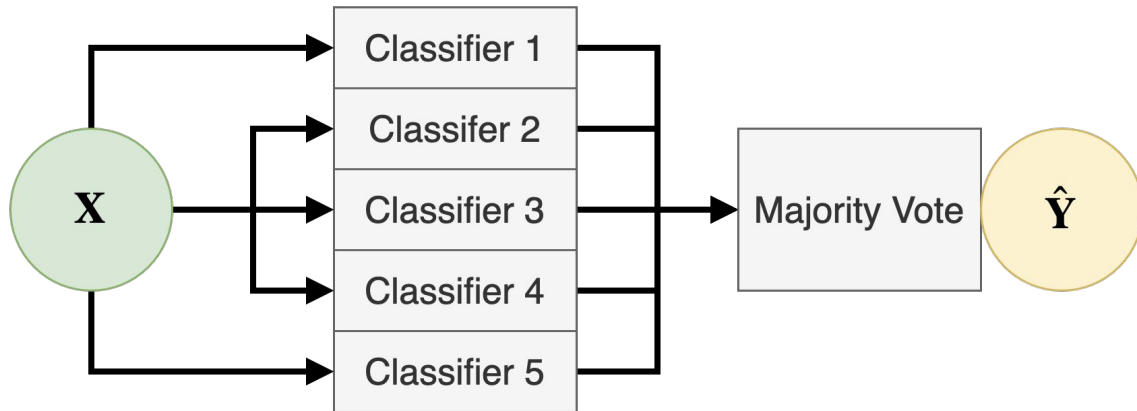 X
Classifier 1
Classifer 2
Classifier 3
Classifier 4
Classifier 5
Majority Vote
Ŷ